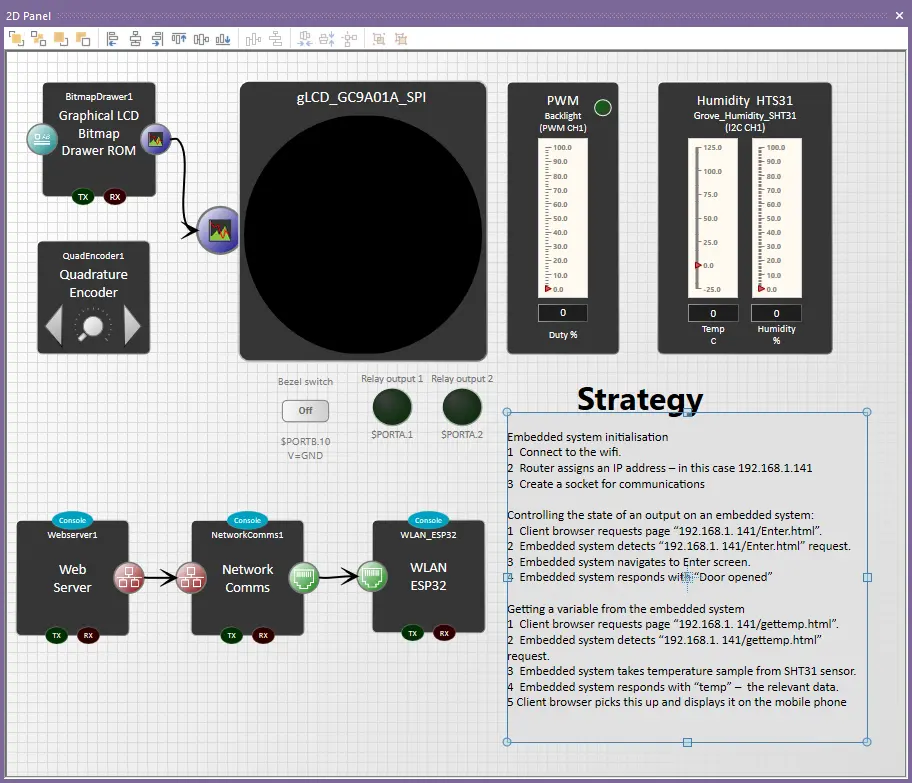 2D Panel
BitmapDrawer1
Graphical LCD
Bitmap
Drawer ROM
TX RX
QuadEncoder1
Quadrature
Encoder
gLCD_GC9A01A_SPI
PWM
Backlight
(PWM CH1)
100.0
90.0
80.0
70.0
60.0
50.0
40.0
30.0
20.0
10.0
0.0
0
Duty %
Humidity HTS31
Grove_Humidity_SHT31
(I2C CH1)
125.0
100.0
75.0
50.0
25.0
0.0
-25.0
0
Temp
C
100.0
90.0
80.0
70.0
60.0
50.0
40.0
30.0
20.0
10.0
0.0
0
Humidity
%
Bezel switch
Off
$PORTB.10
V=GND
Relay output 1
$PORTA.1
Relay output 2
$PORTA.2
Console
Webserver1
Web
Server
TX RX
Console
NetworkComms1
Network
Comms
TX RX
Console
WLAN_ESP32
WLAN
ESP32
TX RX
Strategy
Embedded system initialisation
1 Connect to the wifi.
2 Router assigns an IP address – in this case 192.168.1.141
3 Create a socket for communications
Controlling the state of an output on an embedded system:
1 Client browser requests page “192.168.1. 141/Enter.html”.
2 Embedded system detects “192.168.1. 141/Enter.html” request.
3 Embedded system navigates to Enter screen.
4 Embedded system responds with “Door opened”
Getting a variable from the embedded system
1 Client browser requests page “192.168.1. 141/gettemp.html”.
2 Embedded system detects “192.168.1. 141/gettemp.html”
request.
3 Embedded system takes temperature sample from SHT31 sensor.
4 Embedded system responds with “temp” – the relevant data.
5 Client browser picks this up and displays it on the mobile phone